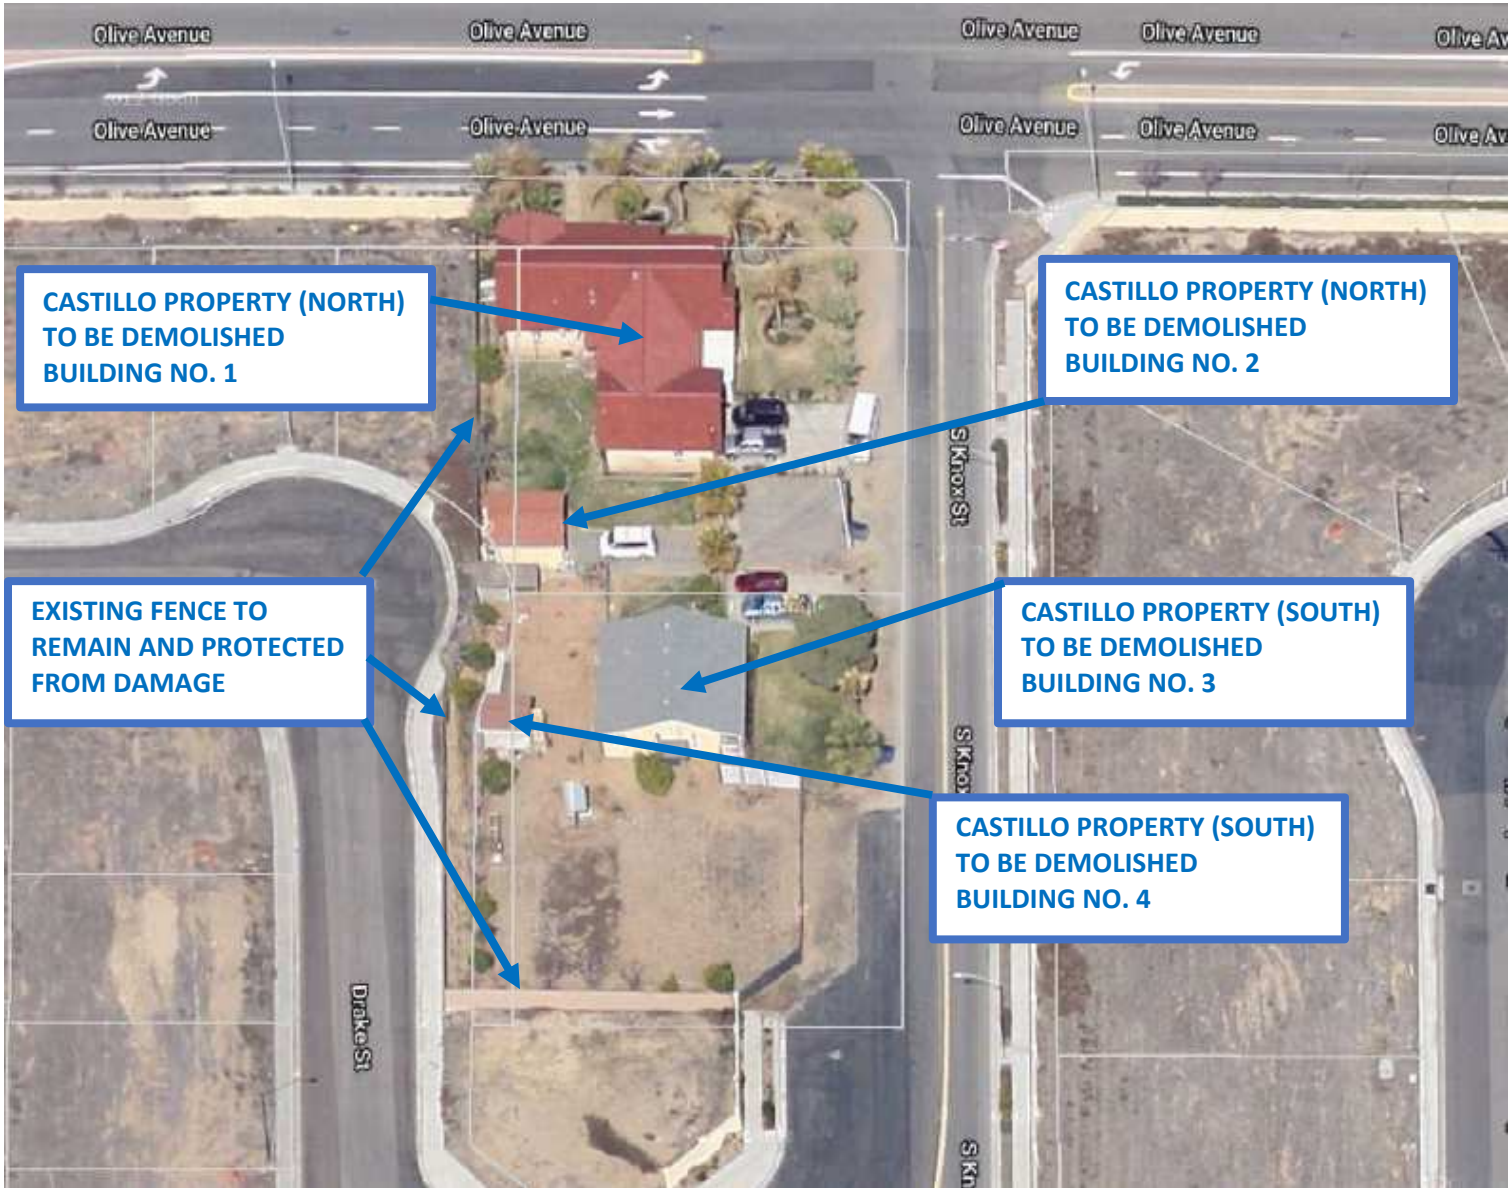 Olive Avenue Olive Avenue Olive Avenue Olive Avenue Olive Av
Olive Avenue Olive Avenue Olive Avenue Olive Avenue Olive Av
CASTILLO PROPERTY (NORTH)
TO BE DEMOLISHED
BUILDING NO. 1
CASTILLO PROPERTY (NORTH)
TO BE DEMOLISHED
BUILDING NO. 2
S Knox St
EXISTING FENCE TO
REMAIN AND PROTECTED
FROM DAMAGE
CASTILLO PROPERTY (SOUTH)
TO BE DEMOLISHED
BUILDING NO. 3
S Knox
CASTILLO PROPERTY (SOUTH)
TO BE DEMOLISHED
BUILDING NO. 4
Drake St
S Kn